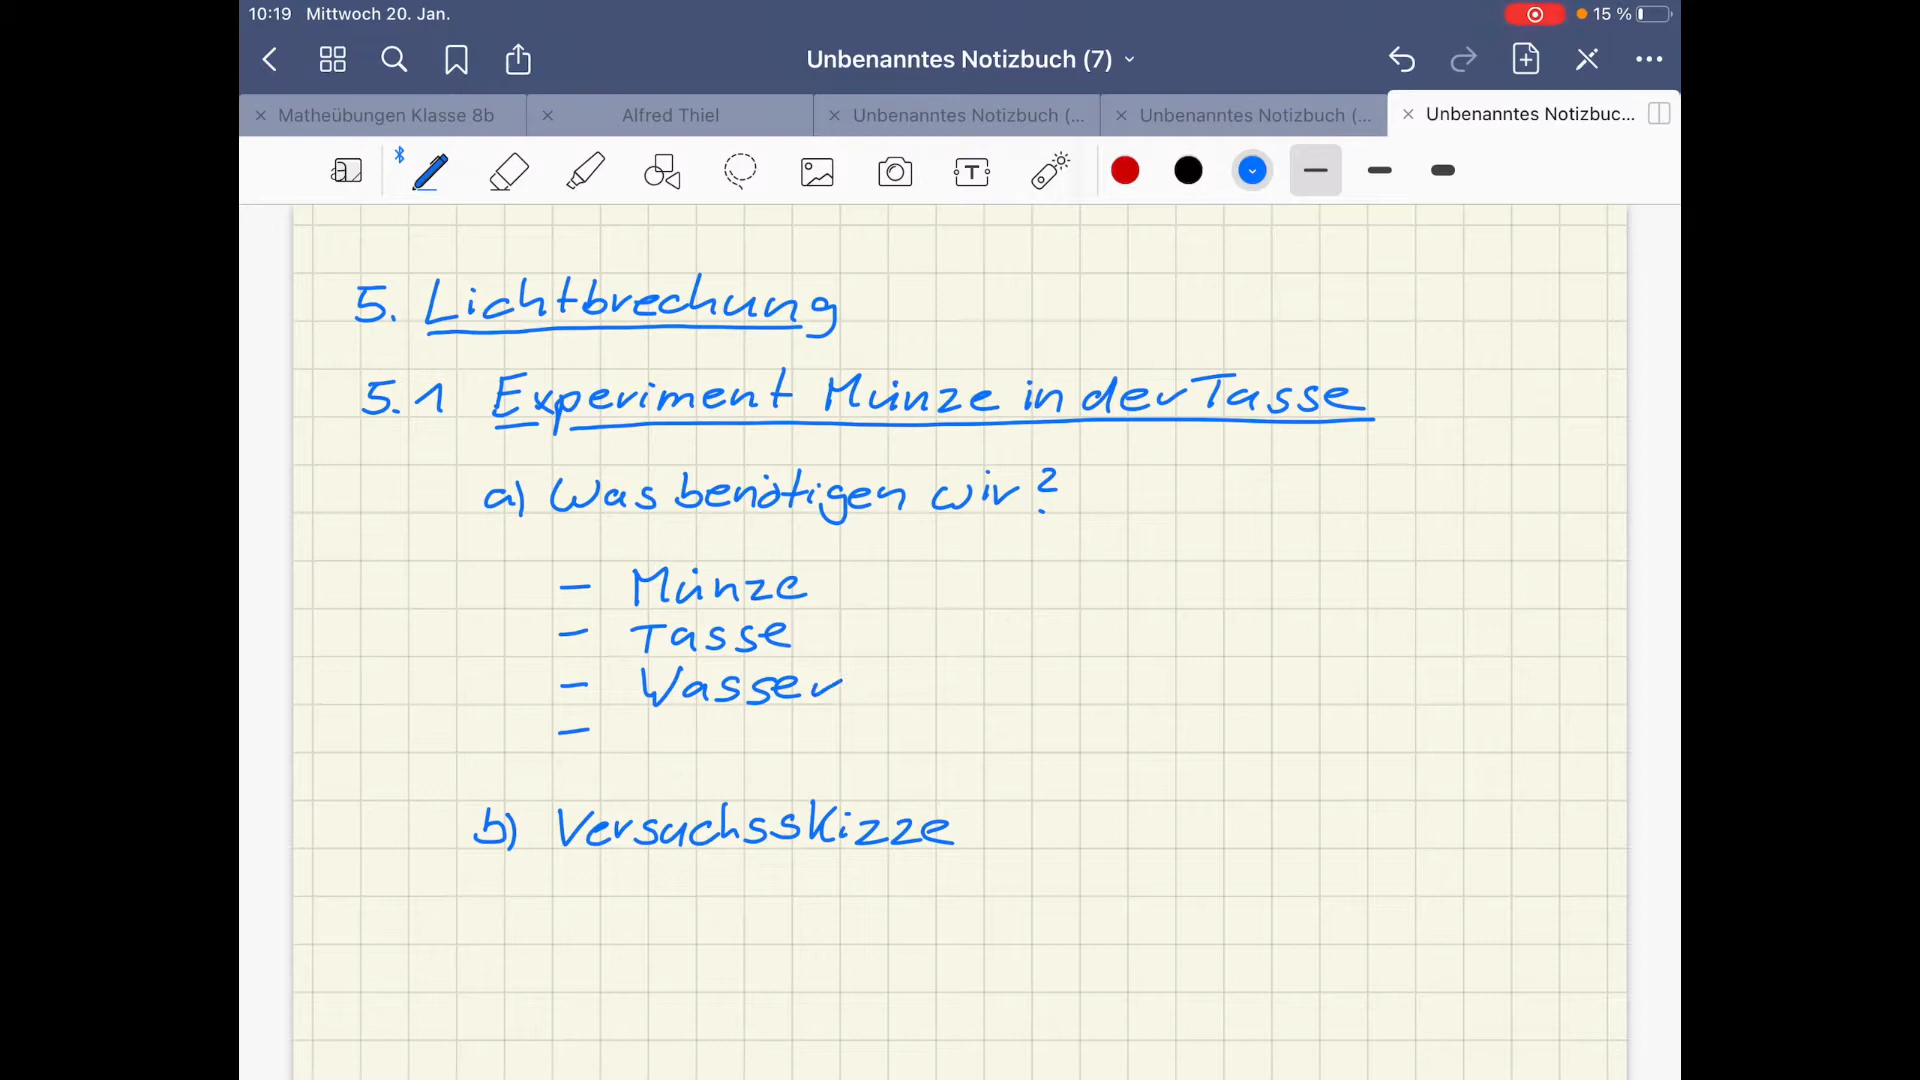 10:19 Mittwoch 20. Jan.
15 %
Unbenanntes Notizbuch (7)
Matheübungen Klasse 8b
Alfred Thiel
Unbenanntes Notizbuch (...
Unbenanntes Notizbuch (...
Unbenanntes Notizbuc...
T
5. Lichtbrechung
5.1 Experiment Münze in der Tasse
a) Was benötigen wir?
– Münze
– Tasse
– Wasser
–
b) Versuchsskizze